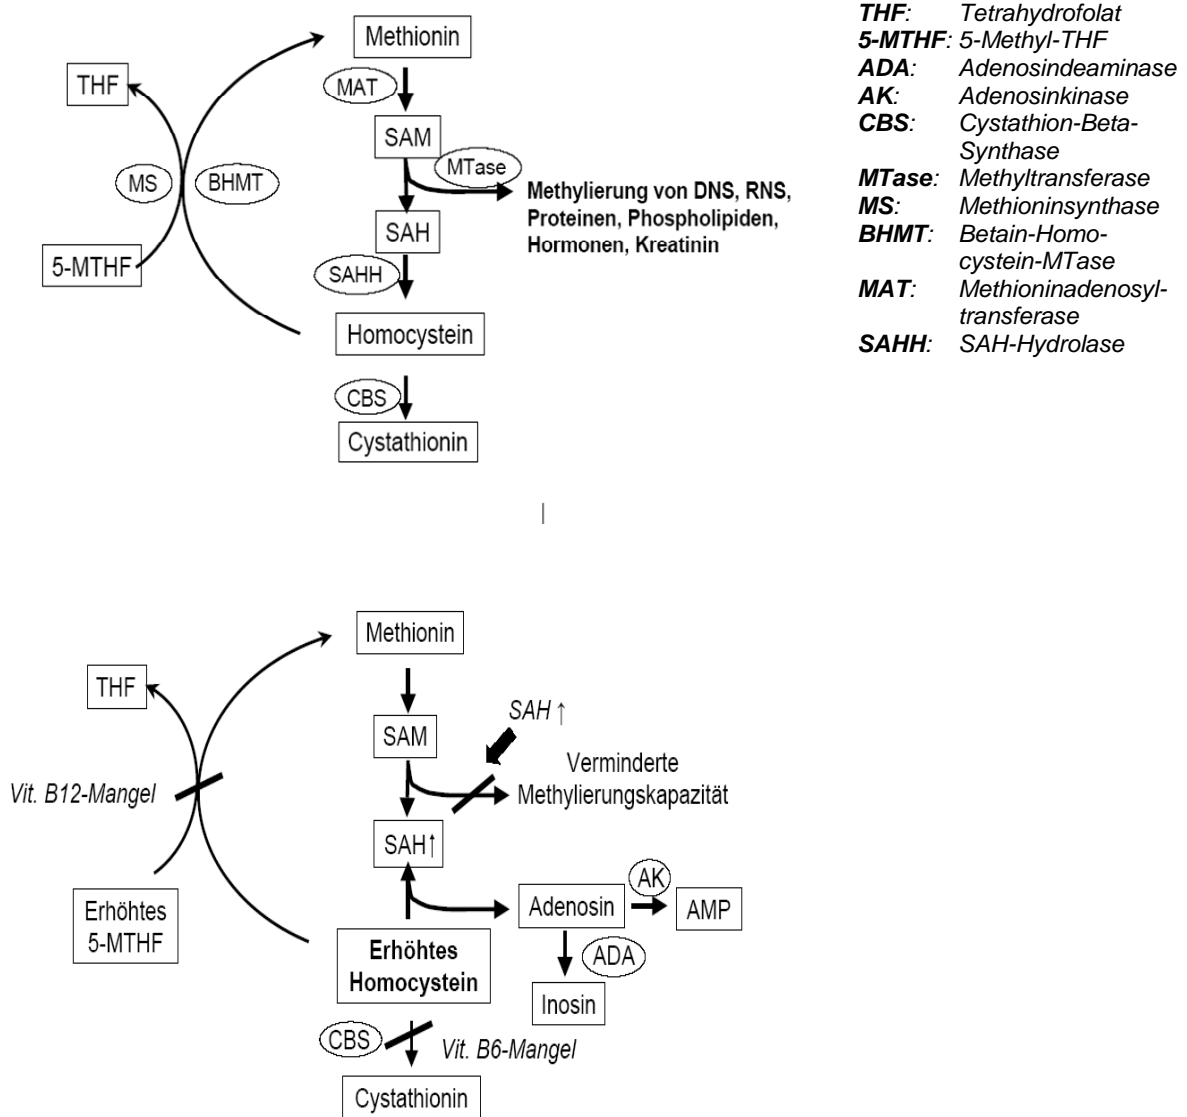 Methionin
THF
MAT
SAM
MTase
MS
BHMT
Methylierung von DNS, RNS,
Proteinen, Phospholipiden,
Hormonen, Kreatinin
SAH
5-MTHF
SAHH
Homocystein
CBS
Cystathionin
THF: Tetrahydrofolat
5-MTHF: 5-Methyl-THF
ADA: Adenosindeaminase
AK: Adenosinkinase
CBS: Cystathion-Beta-
Synthase
MTase: Methyltransferase
MS: Methioninsynthase
BHMT: Betain-Homo-
cystein-MTase
MAT: Methioninadenosyl-
transferase
SAHH: SAH-Hydrolase
Methionin
THF
SAH ↑
SAM
Verminderte
Methylierungskapazität
Vit. B12-Mangel
SAH↑
AK
Adenosin
AMP
Erhöhtes
5-MTHF
Erhöhtes
Homocystein
ADA
Inosin
CBS
Vit. B6-Mangel
Cystathionin